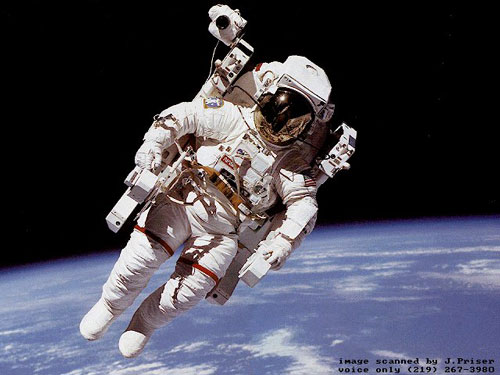 image scanned by J.Priser
voice only (219) 267-3980